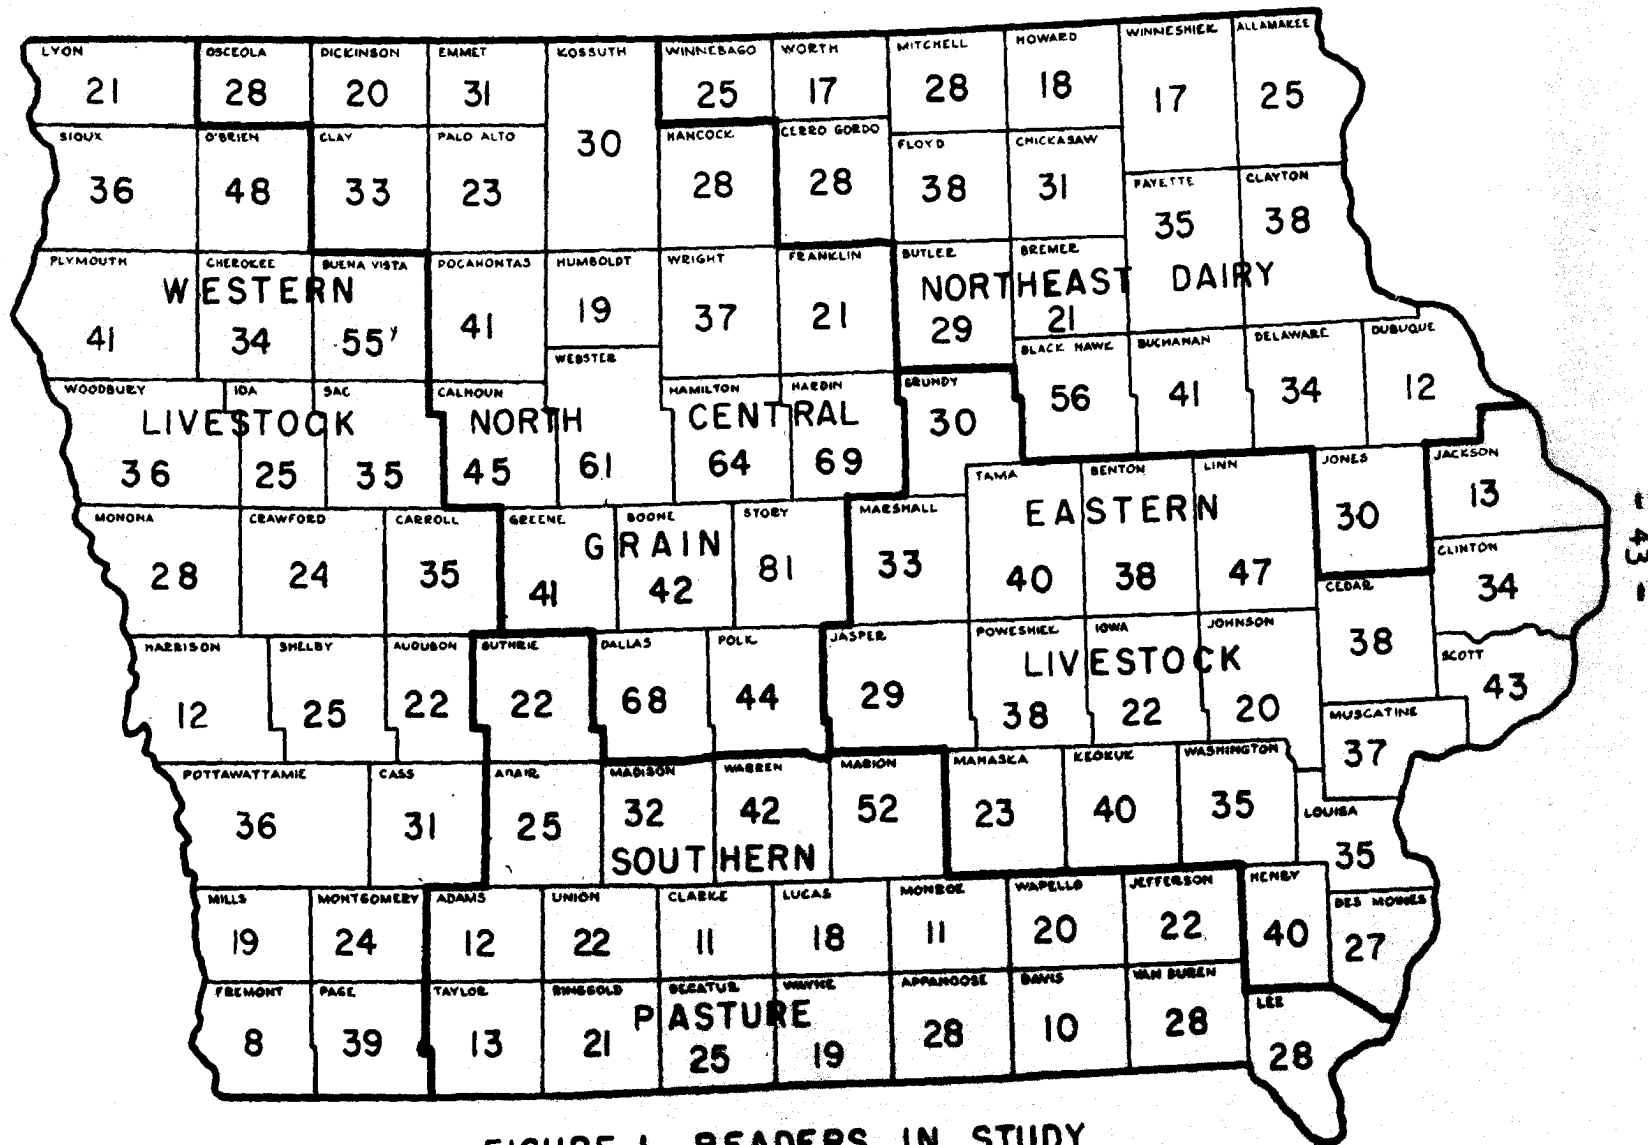 LYON OSCEOLA DICKINSON EMMET KOSSUTH WINNEBAGO WORTH MITCHELL HOWARD WINNESHIEK ALLAMAKEE
21 28 20 31 30 25 17 28 18 17 25
SIOUX O'BRIEN CLAY PALO ALTO HANCOCK CERRO GORDO FLOYD CHICKASAW FAYETTE CLAYTON
36 48 33 23 28 28 38 31 35 38
PLYMOUTH CHEROKEE BUENA VISTA POCAHONTAS HUMBOLDT WRIGHT FRANKLIN BUTLER BREMER
WESTERN NORTHEAST DAIRY
41 34 55 41 19 37 21 29 21
WEBSTER BLACK HAWK BUCHANAN DELAWARE DUBUQUE
56 41 34 12
WOODBURY IDA SAC CALHOUN HAMILTON HARDIN GRUNDY
LIVESTOCK NORTH CENTRAL
36 25 35 45 61 64 69 30
TAMA BENTON LINN JONES JACKSON
EASTERN
40 38 47 30 13
MONONA CRAWFORD CARROLL GREENE BOONE STORY MARSHALL CLINTON
GRAIN
28 24 35 41 42 81 33 34
CEDAR
38
HARRISON SHELBY AUDUBON GUTHRIE DALLAS POLK JASPER POWESHIEK IOWA JOHNSON SCOTT
LIVESTOCK
12 25 22 22 68 44 29 38 22 20 43
MUSCATINE
37
POTTAWATTAMIE CASS ADAIR MADISON WARREN MARION MAHASKA KEOKUK WASHINGTON LOUISA
36 31 25 32 42 52 23 40 35 35
SOUTHERN
MILLS MONTGOMERY ADAMS UNION CLARKE LUCAS MONROE WAPELLO JEFFERSON HENRY DES MOINES
19 24 12 22 11 18 11 20 22 40 27
FREMONT PAGE TAYLOR RINGGOLD DECATUR WAYNE APPANOOSE DAVIS VAN BUREN LEE
PASTURE
8 39 13 21 25 19 28 10 28 28
FIGURE 1. READERS IN STUDY
- 43 -